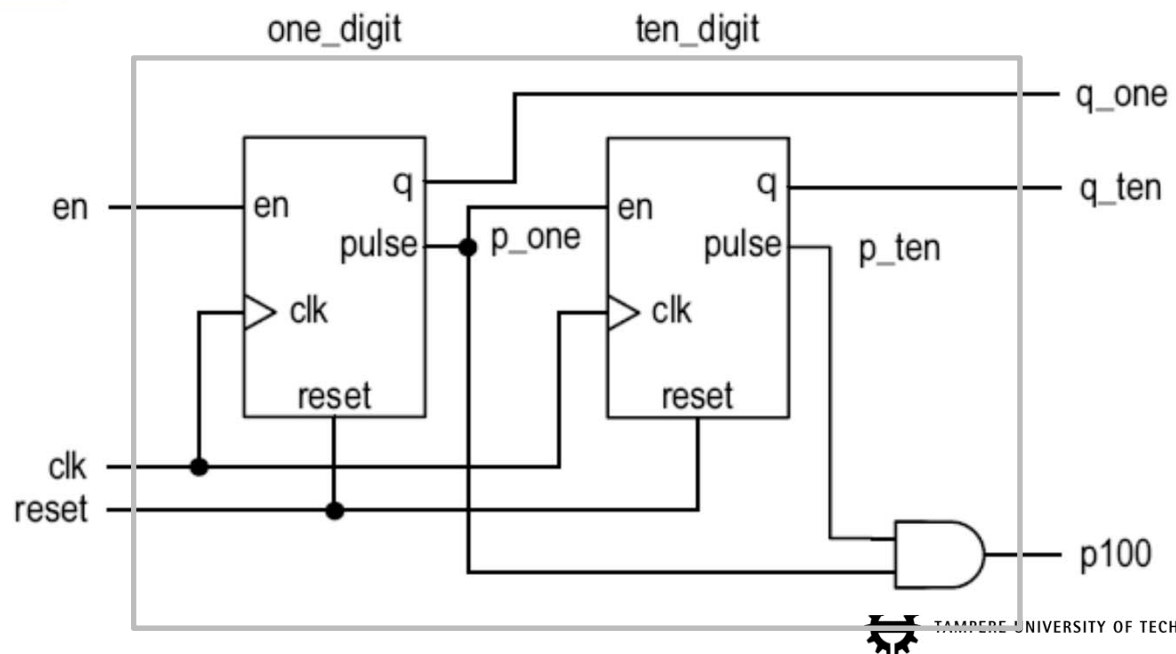 one_digit
ten_digit
q_one
q
q
q_ten
en
en
en
pulse
p_one
pulse
p_ten
clk
clk
reset
reset
clk
reset
p100
TAMPERE UNIVERSITY OF TECH